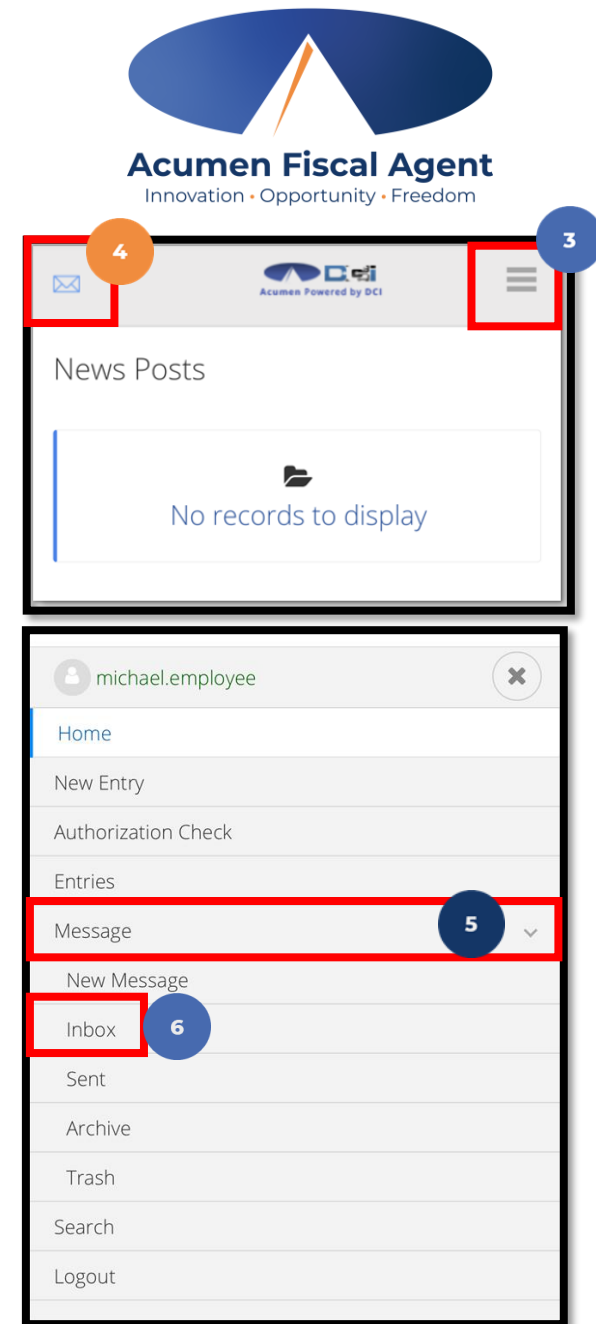 Acumen Fiscal Agent
Innovation • Opportunity • Freedom
4
3
DCI
Acumen Powered by DCI
News Posts
No records to display
michael.employee
Home
New Entry
Authorization Check
Entries
Message
5
New Message
Inbox
6
Sent
Archive
Trash
Search
Logout